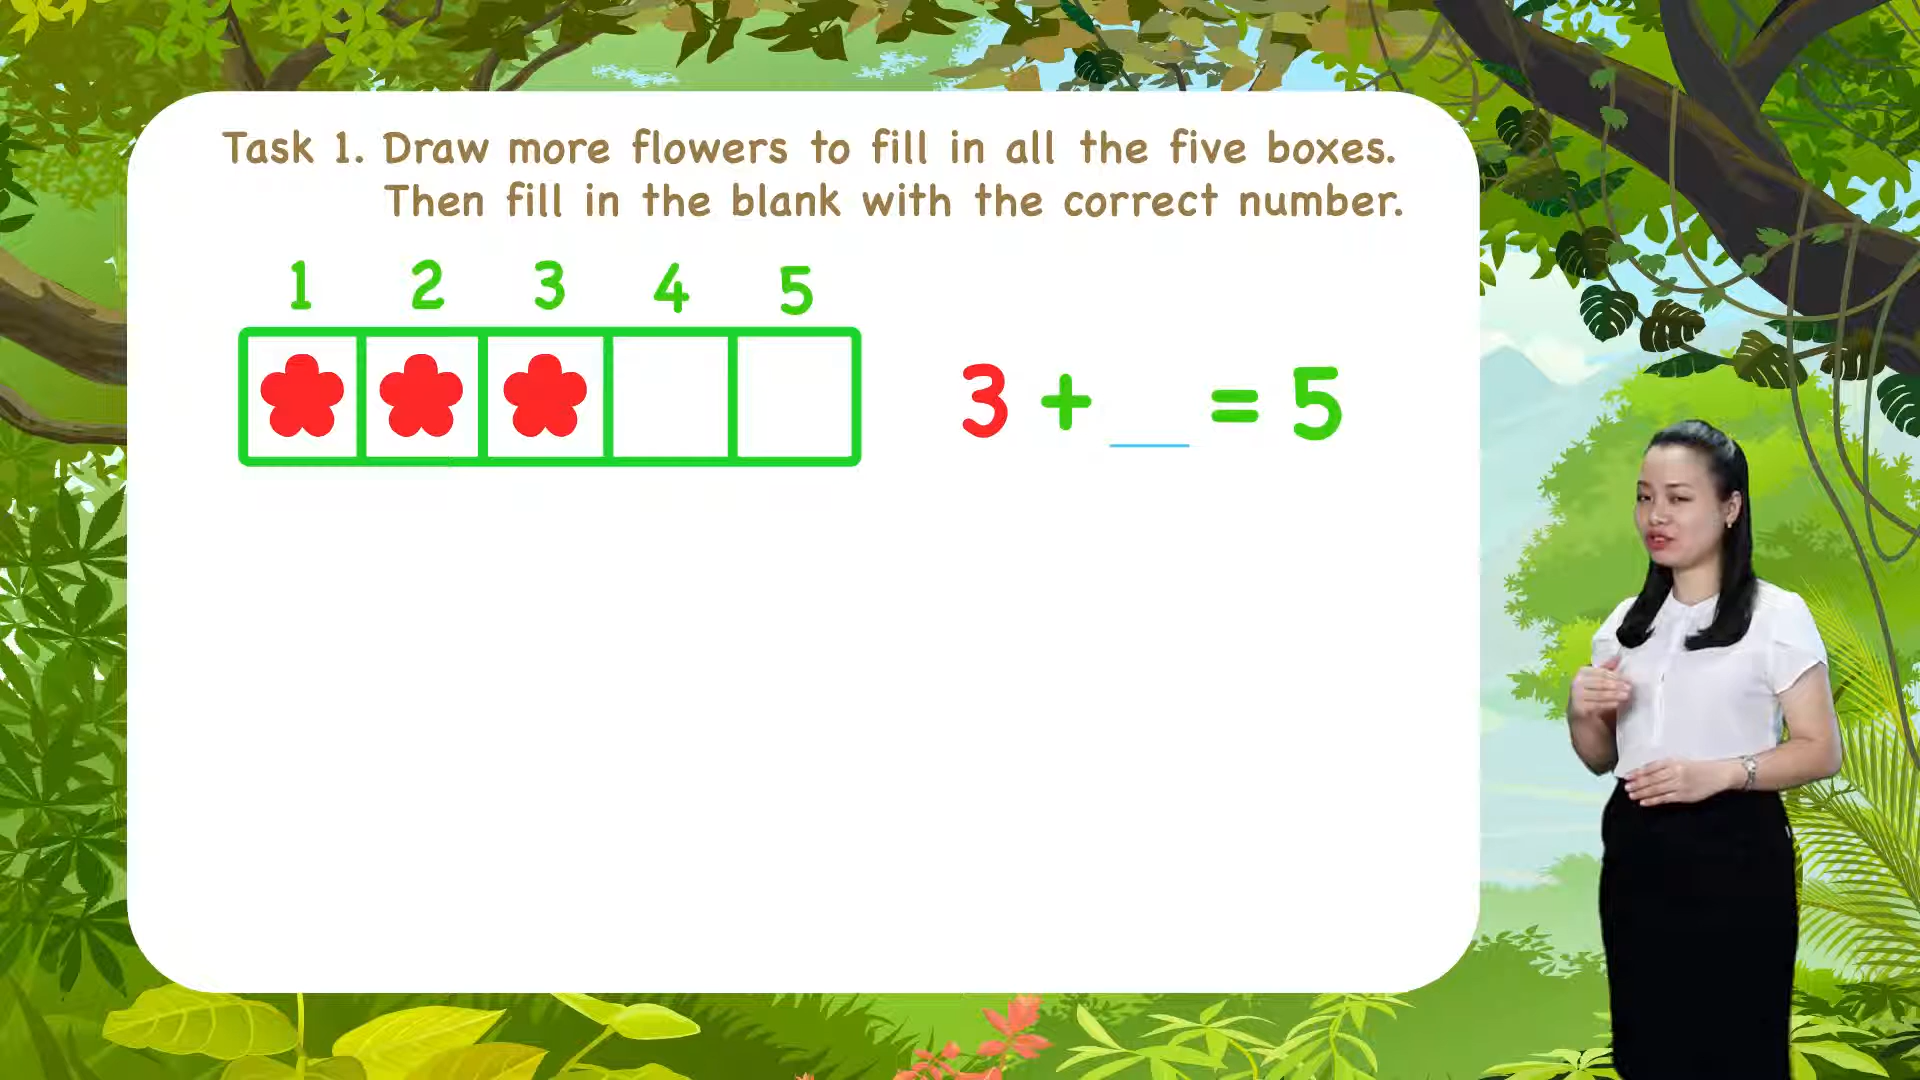 Task 1. Draw more flowers to fill in all the five boxes.
Then fill in the blank with the correct number.
1 2 3 4 5
3 + __ = 5